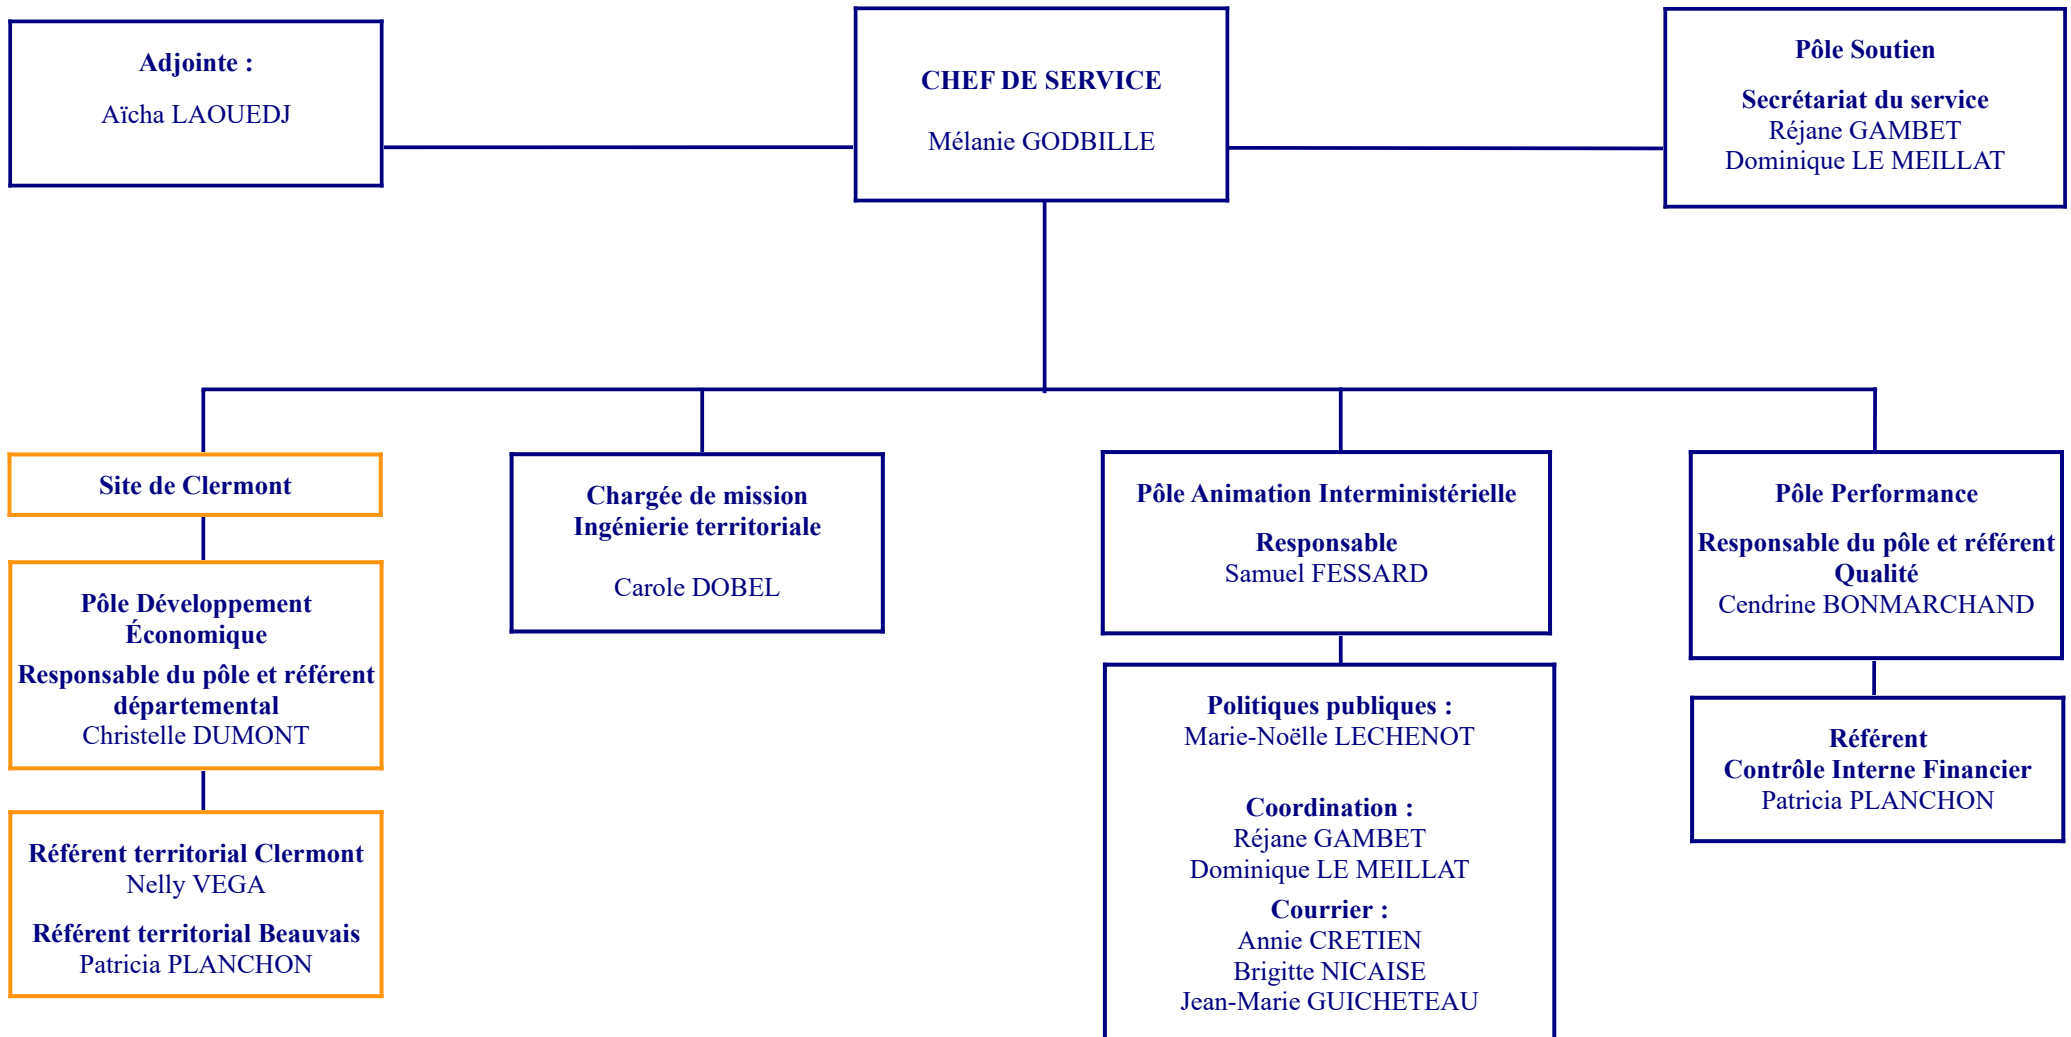 Adjointe :
Aïcha LAOUEDJ
CHEF DE SERVICE
Mélanie GODBILLE
Pôle Soutien
Secrétariat du service
Réjane GAMBET
Dominique LE MEILLAT
Site de Clermont
Pôle Développement
Économique
Responsable du pôle et référent
départemental
Christelle DUMONT
Référent territorial Clermont
Nelly VEGA
Référent territorial Beauvais
Patricia PLANCHON
Chargée de mission
Ingénierie territoriale
Carole DOBEL
Pôle Animation Interministérielle
Responsable
Samuel FESSARD
Politiques publiques :
Marie-Noëlle LECHENOT
Coordination :
Réjane GAMBET
Dominique LE MEILLAT
Courrier :
Annie CRETIEN
Brigitte NICAISE
Jean-Marie GUICHETEAU
Pôle Performance
Responsable du pôle et référent
Qualité
Cendrine BONMARCHAND
Référent
Contrôle Interne Financier
Patricia PLANCHON